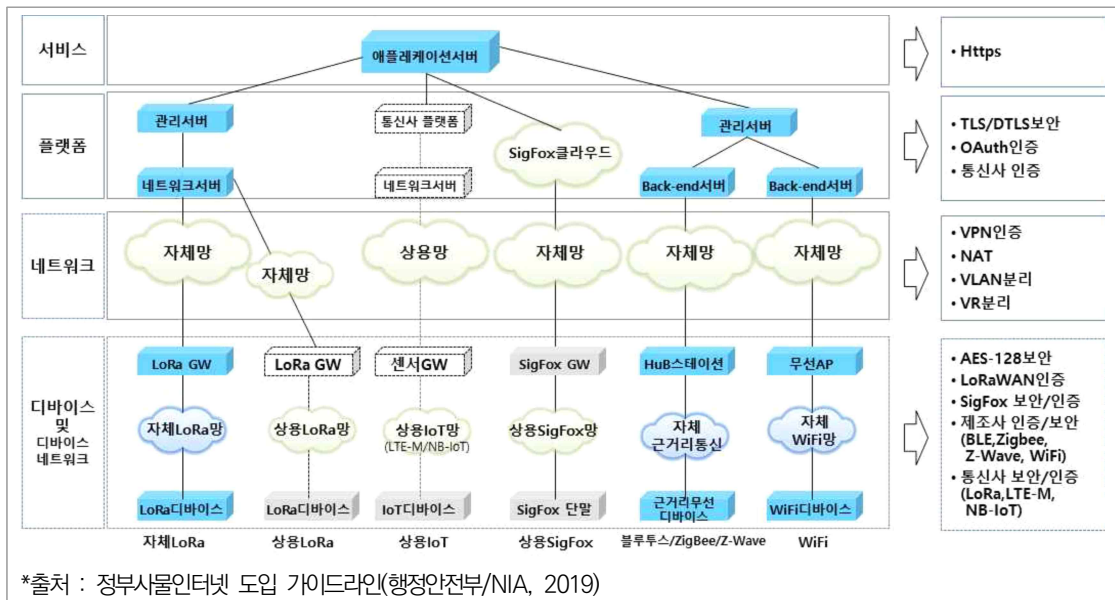 서비스
애플레케이션서버
• Https
플랫폼
관리서버
통신사 플랫폼
SigFox클라우드
관리서버
네트워크서버
네트워크서버
Back-end서버
Back-end서버
• TLS/DTLS보안
• OAuth인증
• 통신사 인증
네트워크
자체망
자체망
상용망
자체망
자체망
자체망
• VPN인증
• NAT
• VLAN분리
• VR분리
디바이스
및
디바이스
네트워크
LoRa GW
LoRa GW
센서GW
SigFox GW
HuB스테이션
무선AP
자체LoRa망
상용LoRa망
상용IoT망
(LTE-M/NB-IoT)
상용SigFox망
자체
근거리통신
자체
WiFi망
LoRa디바이스
LoRa디바이스
IoT디바이스
SigFox 단말
근거리무선
디바이스
WiFi디바이스
• AES-128보안
• LoRaWAN인증
• SigFox 보안/인증
• 제조사 인증/보안
(BLE,Zigbee,
Z-Wave, WiFi)
• 통신사 보안/인증
(LoRa,LTE-M,
NB-IoT)
자체LoRa
상용LoRa
상용IoT
상용SigFox
블루투스/ZigBee/Z-Wave
WiFi
*출처 : 정부사물인터넷 도입 가이드라인(행정안전부/NIA, 2019)